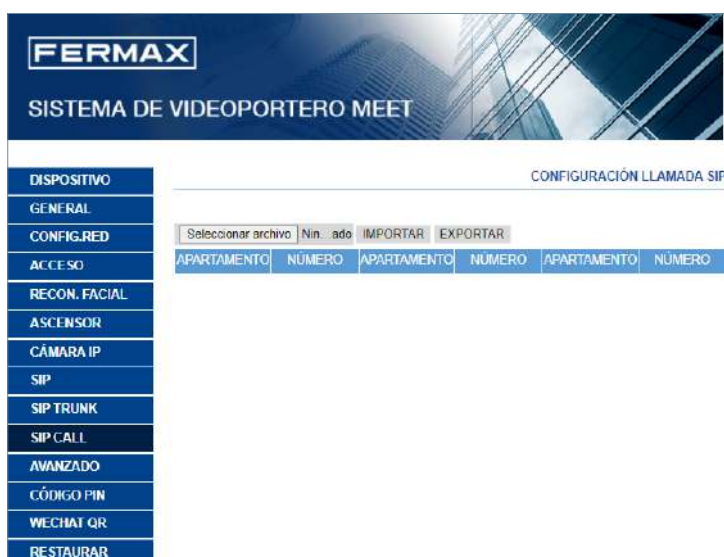 FERMAX
SISTEMA DE VIDEOPORTERO MEET
CONFIGURACIÓN LLAMADA SIP
DISPOSITIVO
GENERAL
CONFIG.RED
ACCESO
RECON. FACIAL
ASCENSOR
CÁMARA IP
SIP
SIP TRUNK
SIP CALL
AVANZADO
CÓDIGO PIN
WECHAT QR
RESTAURAR
Seleccionar archivo Nin...ado IMPORTAR EXPORTAR
APARTAMENTO NÚMERO APARTAMENTO NÚMERO APARTAMENTO NÚMERO